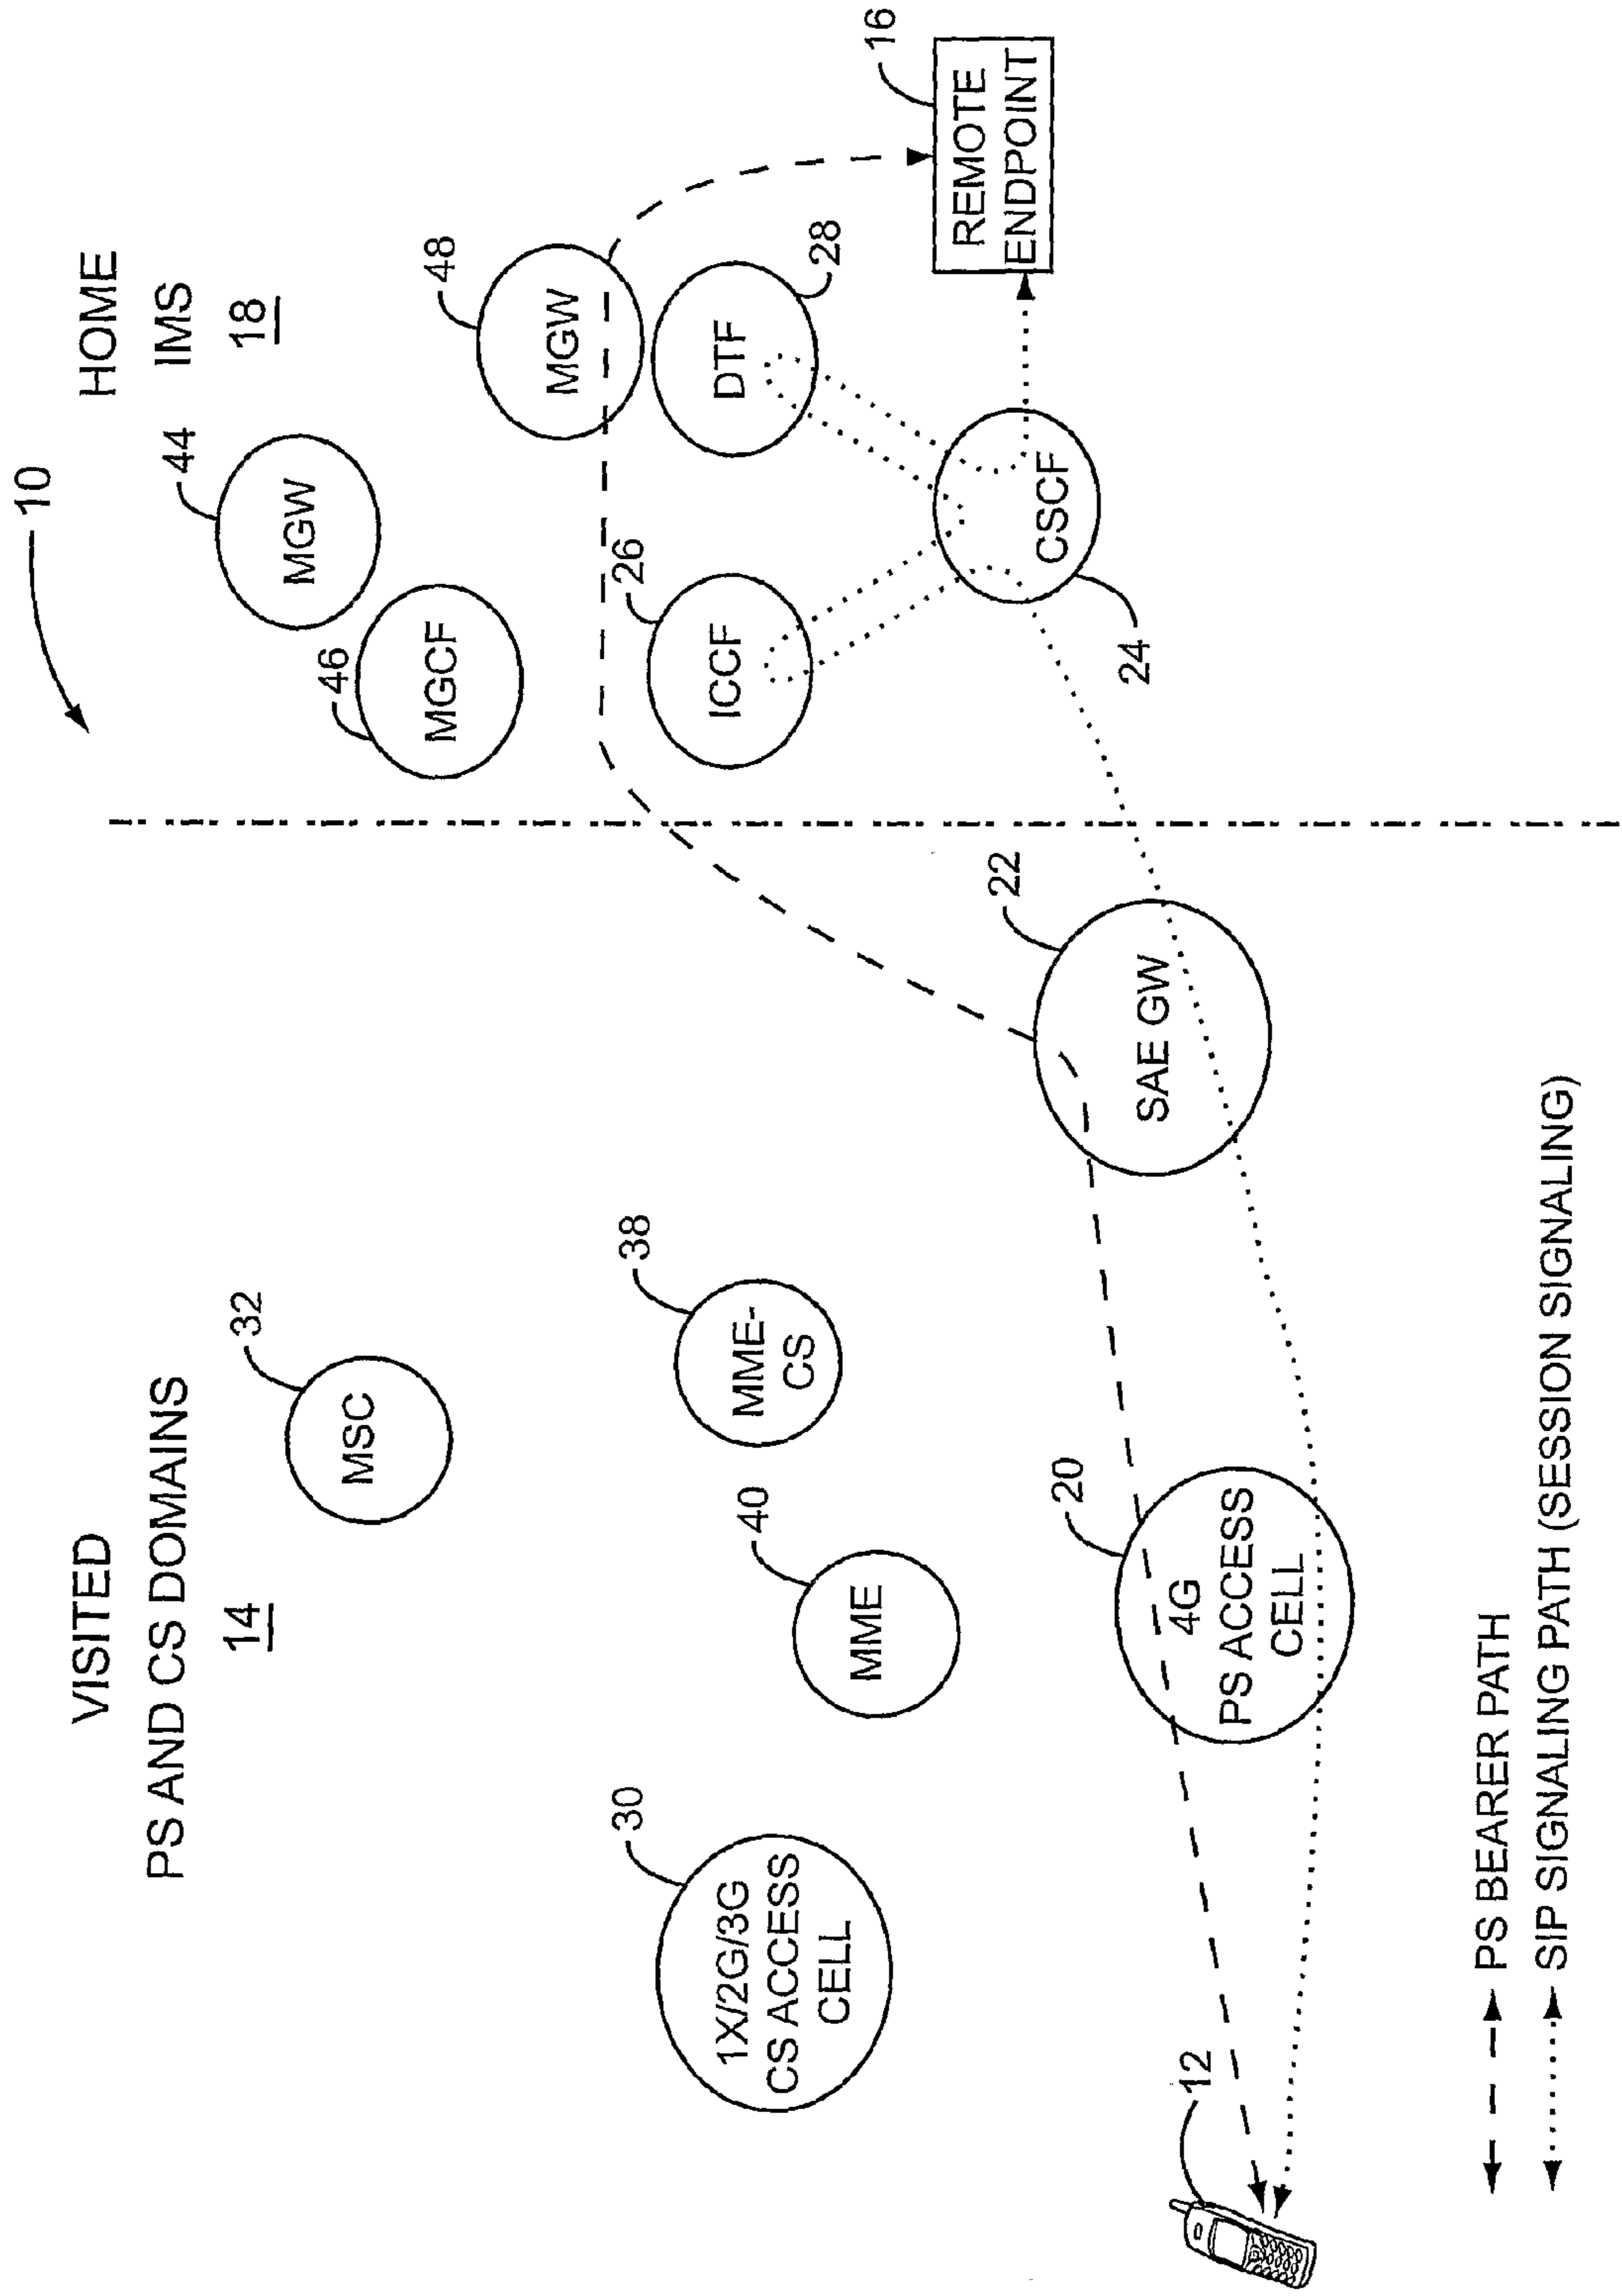 10
VISITED
PS AND CS DOMAINS
14
HOME
IMS
18
32
MSC
44
MGW
46
MGCF
48
MGW
30
1X/2G/3G
CS ACCESS
CELL
40
MME
38
MME-
CS
26
ICCF
28
DTF
16
REMOTE
ENDPOINT
12
20
4G
PS ACCESS
CELL
22
SAE GW
CSCF
24
PS BEARER PATH
SIP SIGNALING PATH (SESSION SIGNALING)